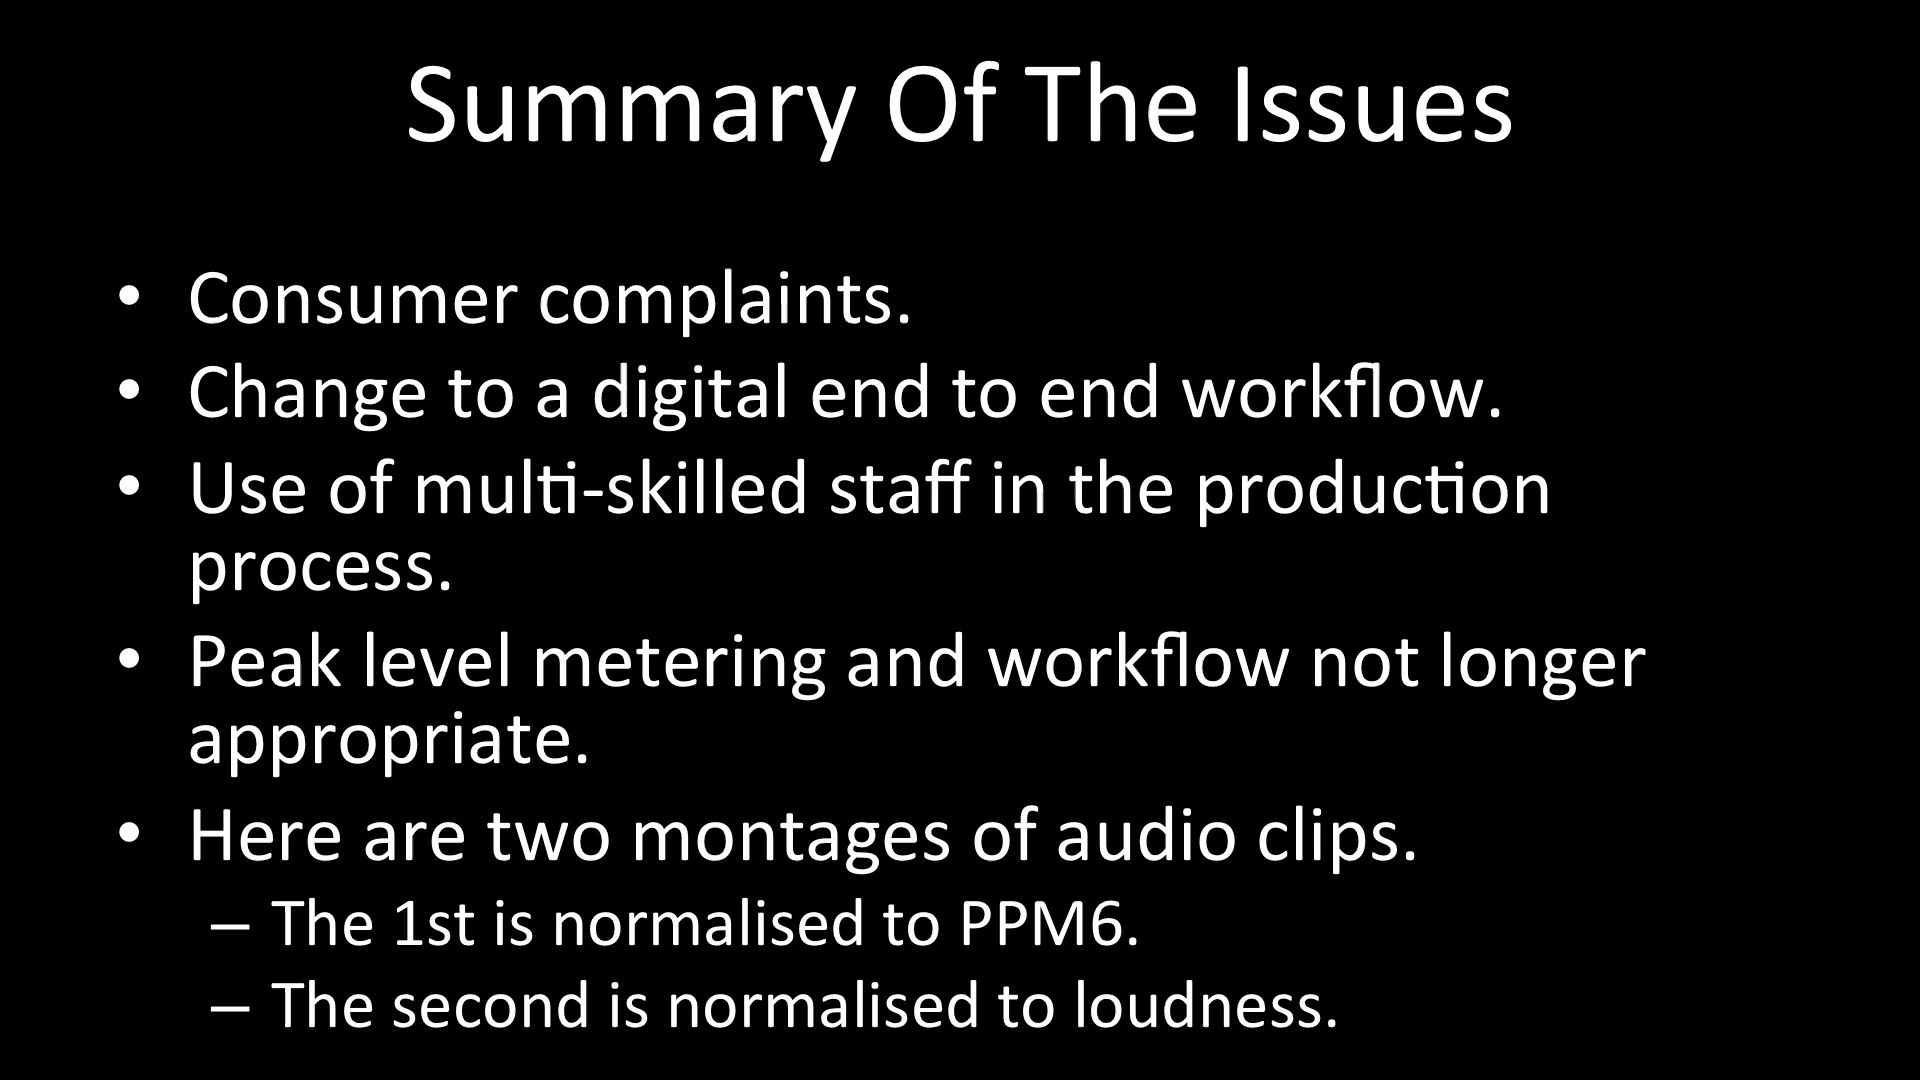 Summary Of The Issues
• Consumer complaints.
• Change to a digital end to end workflow.
• Use of multi-skilled staff in the production
process.
• Peak level metering and workflow not longer
appropriate.
• Here are two montages of audio clips.
– The 1st is normalised to PPM6.
– The second is normalised to loudness.